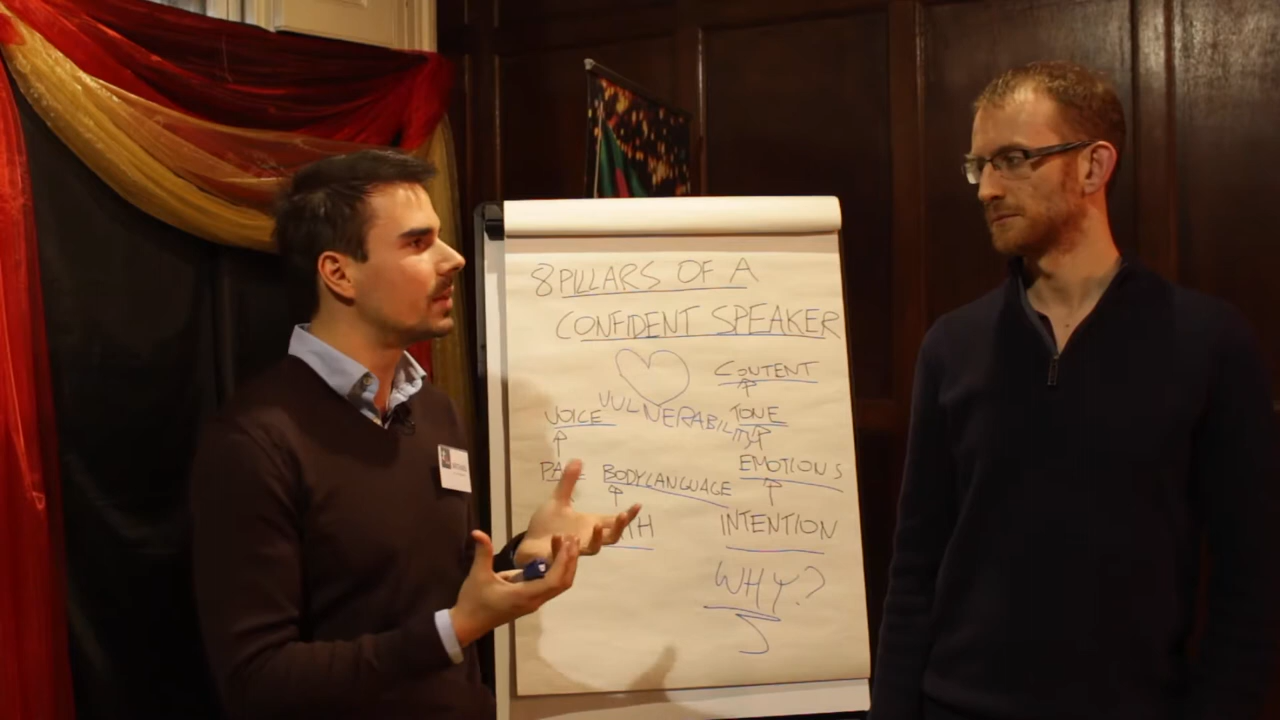 8 PILLARS OF A
CONFIDENT SPEAKER
CONTENT
VOICE VULNERABILITY TONE
BODYLANGUAGE EMOTIONS
INTENTION
WHY?